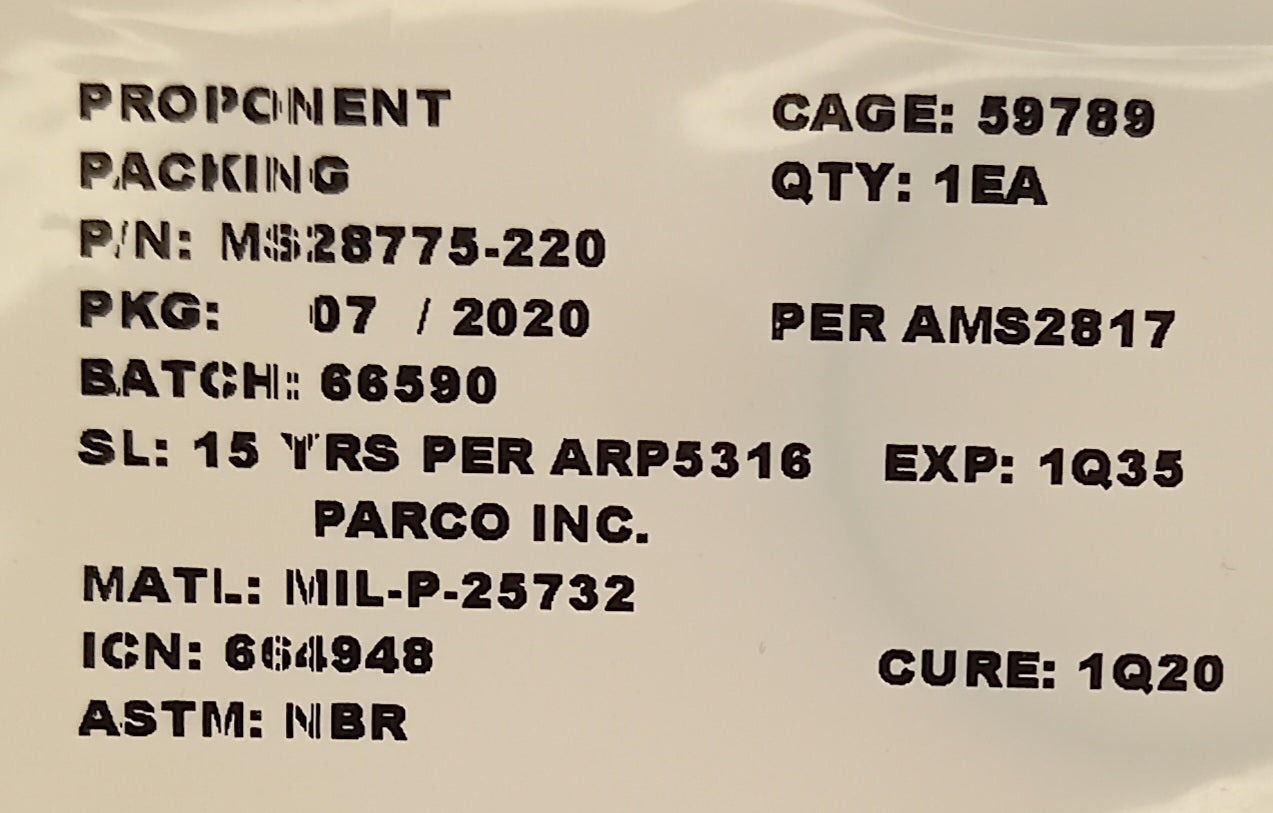 PROPONENT CAGE: 59789
PACKING QTY: 1EA
P/N: MS28775-220
PKG: 07 / 2020 PER AMS2817
BATCH: 66590
SL: 15 YRS PER ARP5316 EXP: 1Q35
PARCO INC.
MATL: MIL-P-25732
ICN: 664948 CURE: 1Q20
ASTM: NBR